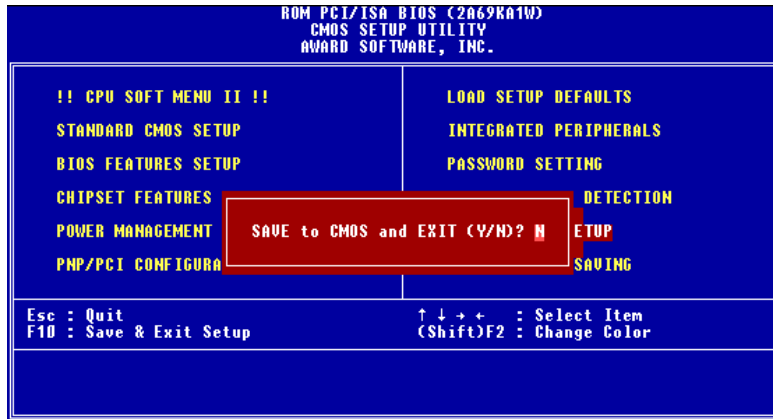 ROM PCI/ISA BIOS (2A69KA1W)
CMOS SETUP UTILITY
AWARD SOFTWARE, INC.
!! CPU SOFT MENU II !!
STANDARD CMOS SETUP
BIOS FEATURES SETUP
CHIPSET FEATURES
POWER MANAGEMENT
PNP/PCI CONFIGURA
LOAD SETUP DEFAULTS
INTEGRATED PERIPHERALS
PASSWORD SETTING
DETECTION
ETUP
SAVING
SAVE to CMOS and EXIT (Y/N)? N
Esc : Quit
F10 : Save & Exit Setup
↑ ↓ → ← : Select Item
(Shift)F2 : Change Color